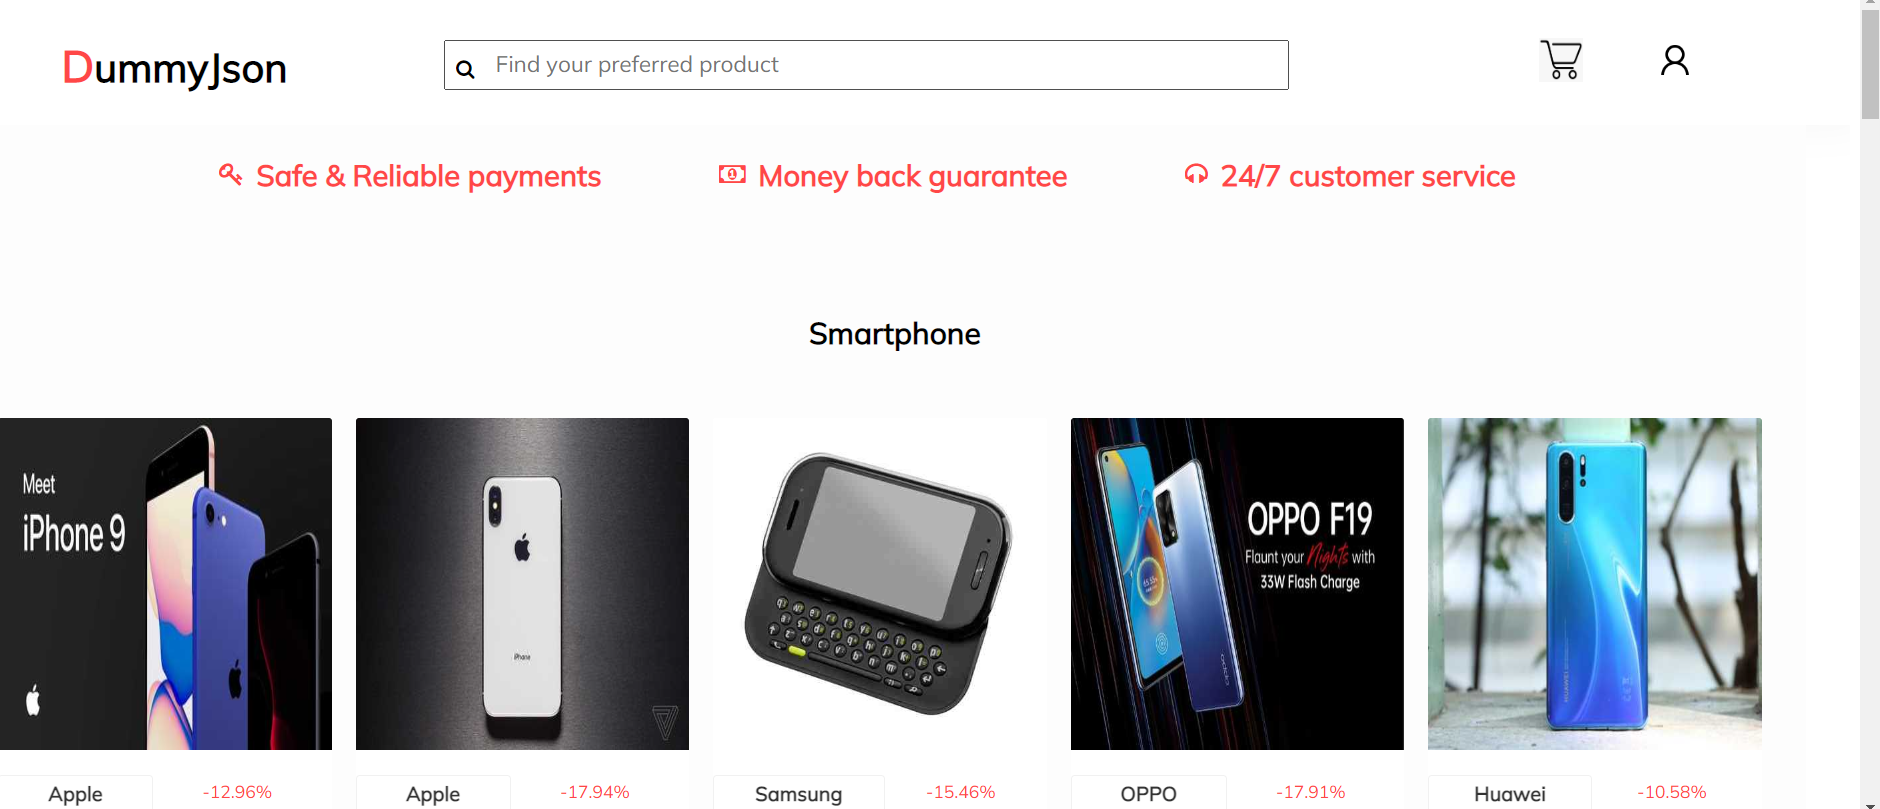 DummyJson
Find your preferred product
Safe & Reliable payments
Money back guarantee
24/7 customer service
Smartphone
Meet
iPhone 9
iPhone
OPPO F19
Flaunt your Nights with
33W Flash Charge
oppo
HUAWEI
Apple
-12.96%
Apple
-17.94%
Samsung
-15.46%
OPPO
-17.91%
Huawei
-10.58%